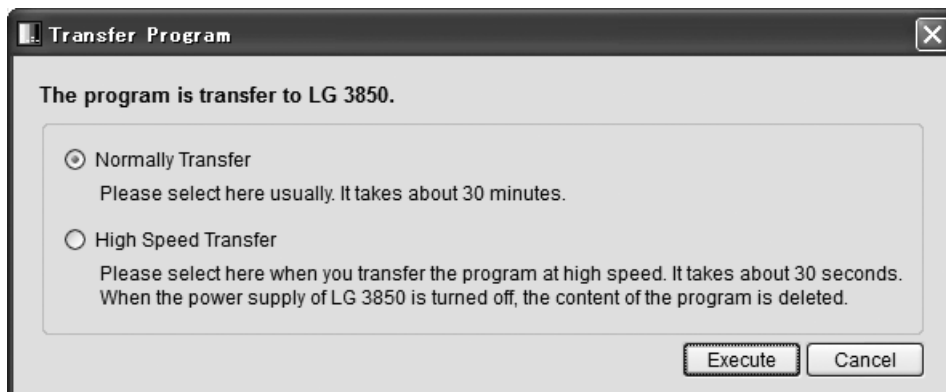 Transfer Program
The program is transfer to LG 3850.
Normally Transfer
Please select here usually. It takes about 30 minutes.
High Speed Transfer
Please select here when you transfer the program at high speed. It takes about 30 seconds.
When the power supply of LG 3850 is turned off, the content of the program is deleted.
Execute Cancel